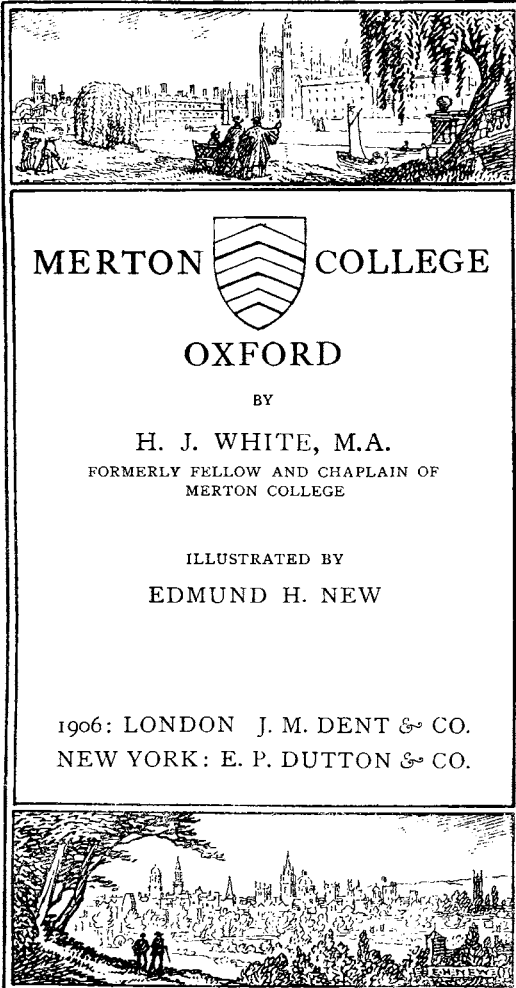 MERTON COLLEGE
OXFORD
BY
H. J. WHITE, M.A.
FORMERLY FELLOW AND CHAPLAIN OF
MERTON COLLEGE
ILLUSTRATED BY
EDMUND H. NEW
1906: LONDON J. M. DENT & CO.
NEW YORK: E. P. DUTTON & CO.
E.H.NEW